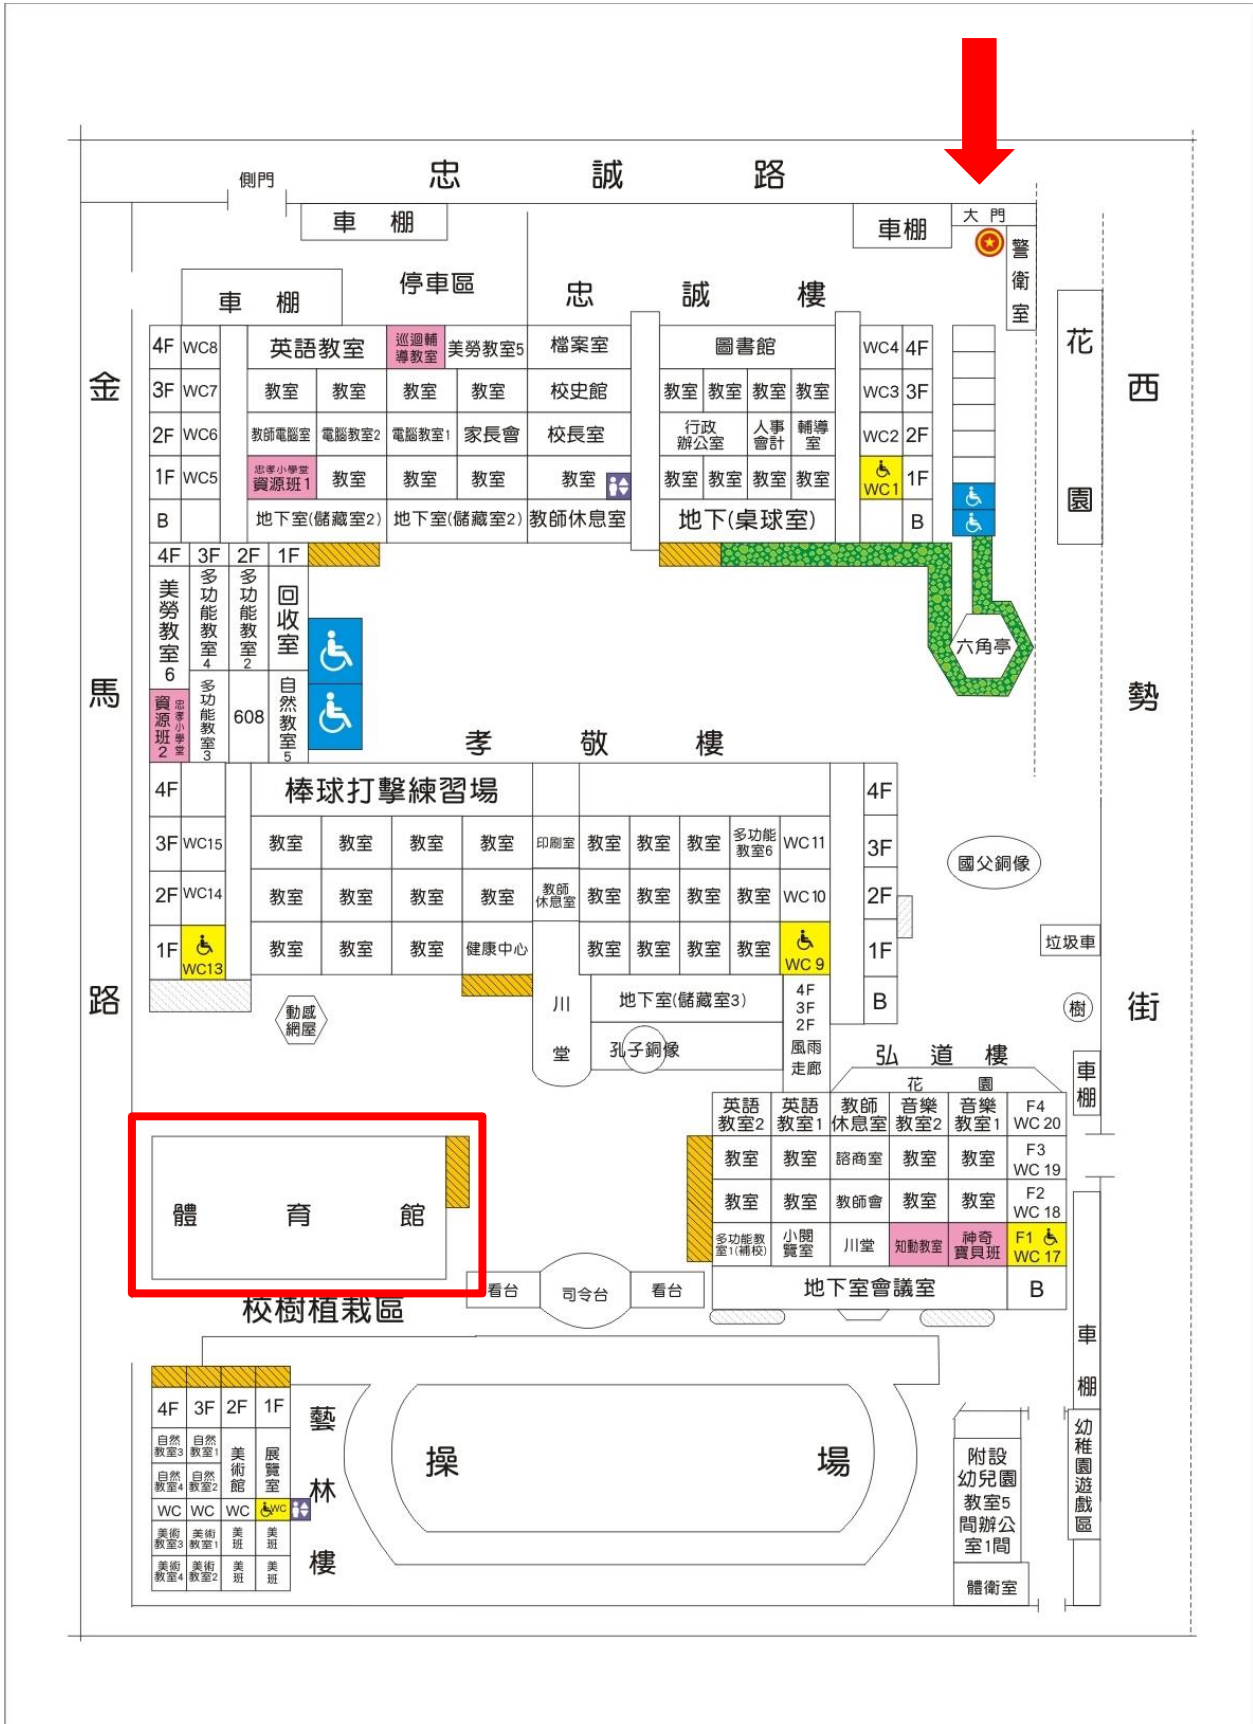 忠誠路
側門
車棚
車棚
大門
警衛室
車棚
停車區
忠誠樓
花園
金馬路
西勢街
4F WC8 英語教室 巡迴輔導教室 美勞教室5 檔案室 圖書館 WC4 4F
3F WC7 教室 教室 教室 教室 校史館 教室 教室 教室 教室 WC3 3F
2F WC6 教師電腦室 電腦教室2 電腦教室1 家長會 校長室 行政辦公室 人事會計 輔導室 WC2 2F
1F WC5 忠孝小學堂 資源班1 教室 教室 教室 教室 教室 教室 教室 教室 WC1 1F
B 地下室(儲藏室2) 地下室(儲藏室2) 教師休息室 地下(桌球室) B
4F 3F 2F 1F
美勞教室6
多功能教室4
多功能教室2
回收室
六角亭
資源班2 忠孝小學堂
多功能教室3
608
自然教室5
孝敬樓
4F 棒球打擊練習場 4F
3F WC15 教室 教室 教室 教室 印刷室 教室 教室 教室 多功能教室6 WC11 3F
2F WC14 教室 教室 教室 教室 教師休息室 教室 教室 教室 教室 WC10 2F
1F WC13 教室 教室 教室 健康中心 教室 教室 教室 教室 WC 9 1F
國父銅像
垃圾車
樹
動感網屋
川堂
地下室(儲藏室3)
孔子銅像
4F
3F
2F
風雨
走廊
B
弘道樓
車棚
花園
英語教室2 英語教室1 教師休息室 音樂教室2 音樂教室1 F4 WC 20
教室 教室 諮商室 教室 教室 F3 WC 19
教室 教室 教師會 教室 教室 F2 WC 18
多功能教室1(補校) 小閱覽室 川堂 知動教室 神奇寶貝班 F1 WC 17
地下室會議室 B
體育館
看台 司令台 看台
校樹植栽區
車棚
4F 3F 2F 1F
自然教室3 自然教室1 美術館 展覽室
自然教室4 自然教室2
WC WC WC WC
美術教室3 美術教室1 美班 美班
美術教室4 美術教室2 美班 美班
藝林樓
操場
附設
幼兒園
教室5
間辦公
室1間
體衛室
幼稚園遊戲區